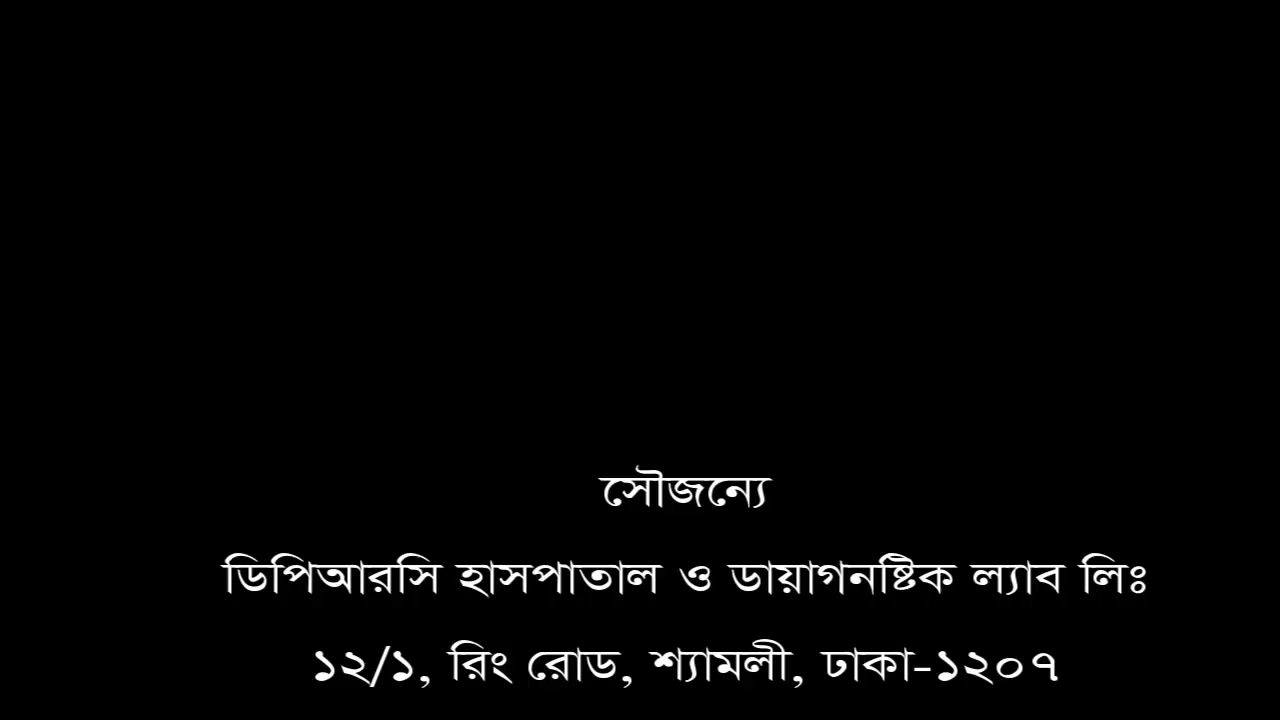 সৌজন্যে
ডিপিআরসি হাসপাতাল ও ডায়াগনষ্টিক ল্যাব লিঃ
১২/১, রিং রোড, শ্যামলী, ঢাকা-১২০৭